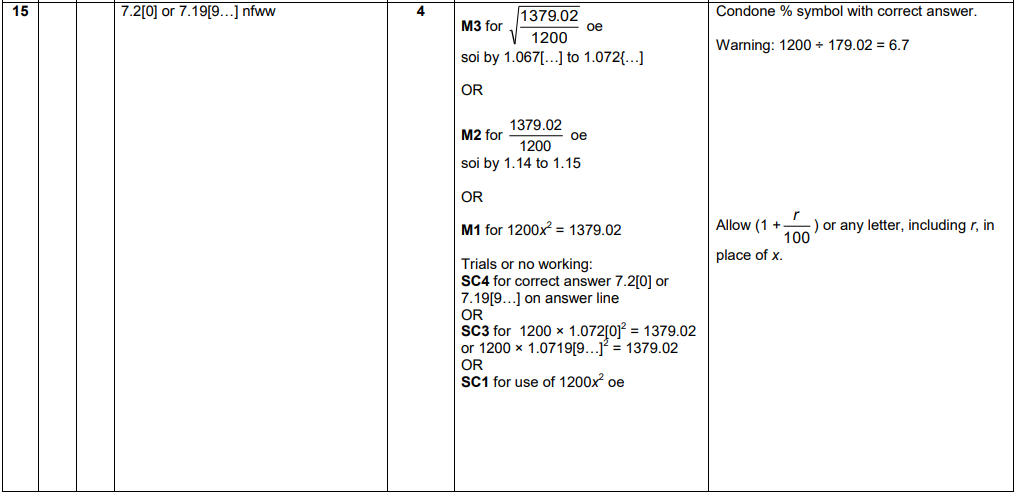 15 7.2[0] or 7.19[9…] nfww 4
M3 for √(1379.02/1200) oe
soi by 1.067[…] to 1.072{…]
OR
M2 for 1379.02/1200 oe
soi by 1.14 to 1.15
OR
M1 for 1200x² = 1379.02
Trials or no working:
SC4 for correct answer 7.2[0] or
7.19[9…] on answer line
OR
SC3 for 1200 × 1.072[0]² = 1379.02
or 1200 × 1.0719[9…]² = 1379.02
OR
SC1 for use of 1200x² oe
Condone % symbol with correct answer.
Warning: 1200 ÷ 179.02 = 6.7
Allow (1 + r/100) or any letter, including r, in
place of x.